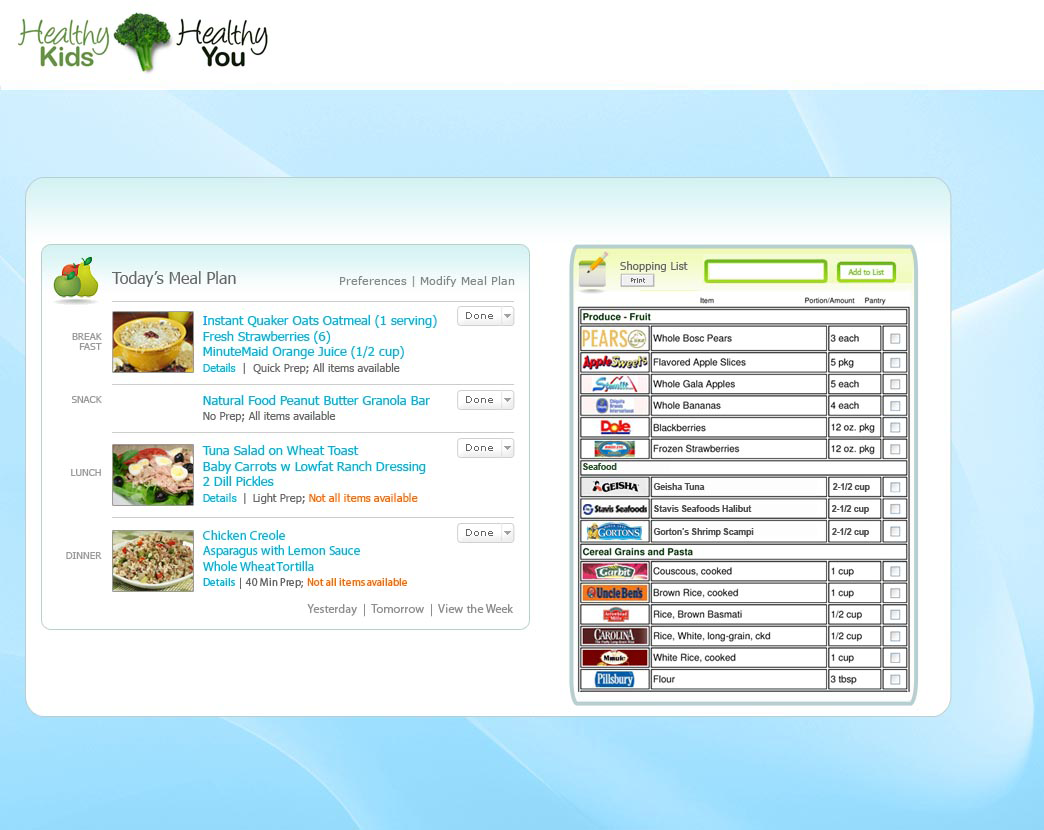 Healthy Kids Healthy You
Today's Meal Plan
Preferences | Modify Meal Plan
BREAK FAST
Instant Quaker Oats Oatmeal (1 serving)
Fresh Strawberries (6)
MinuteMaid Orange Juice (1/2 cup)
Details | Quick Prep; All items available
Done
SNACK
Natural Food Peanut Butter Granola Bar
No Prep; All items available
Done
LUNCH
Tuna Salad on Wheat Toast
Baby Carrots w Lowfat Ranch Dressing
2 Dill Pickles
Details | Light Prep; Not all items available
Done
DINNER
Chicken Creole
Asparagus with Lemon Sauce
Whole Wheat Tortilla
Details | 40 Min Prep; Not all items available
Done
Yesterday | Tomorrow | View the Week
Shopping List
Print
Add to List
Item Portion/Amount Pantry
Produce - Fruit
PEARS Whole Bosc Pears 3 each
AppleSweets Flavored Apple Slices 5 pkg
Summit Whole Gala Apples 5 each
Chiquita Brands International Whole Bananas 4 each
Dole Blackberries 12 oz. pkg
Frozen Strawberries 12 oz. pkg
Seafood
GEISHA Geisha Tuna 2-1/2 cup
Stavis Seafoods Stavis Seafoods Halibut 2-1/2 cup
GORTONS Gorton's Shrimp Scampi 2-1/2 cup
Cereal Grains and Pasta
Garbit Couscous, cooked 1 cup
Uncle Ben's Brown Rice, cooked 1 cup
Arrowhead Mills Rice, Brown Basmati 1/2 cup
CAROLINA Rice, White, long-grain, ckd 1/2 cup
Minute White Rice, cooked 1 cup
Pillsbury Flour 3 tbsp